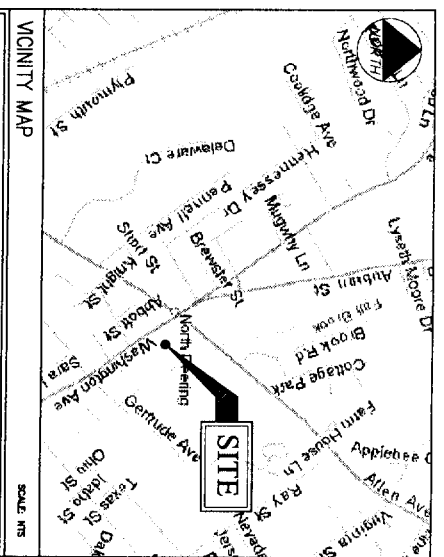 VICINITY MAP
SCALE: NTS
NORTH
SITE
Northwood Dr
Coolidge Ave
Plymouth St
Delaware Ct
Hennessey Dr
Pennell Ave
Mugwhy Ln
Brewster St
Short St
Knight St
Abbott St
Lyseth Moore Dr
Auburn St
Fall Brook
Brook Rd
Cottage Park
North Deering
Washington Ave
Sara
Gertrude Ave
Farm House Ln
Applebee
Allen Ave
Ray St
Virginia St
Nevada
Ohio St
Idaho St
Texas St